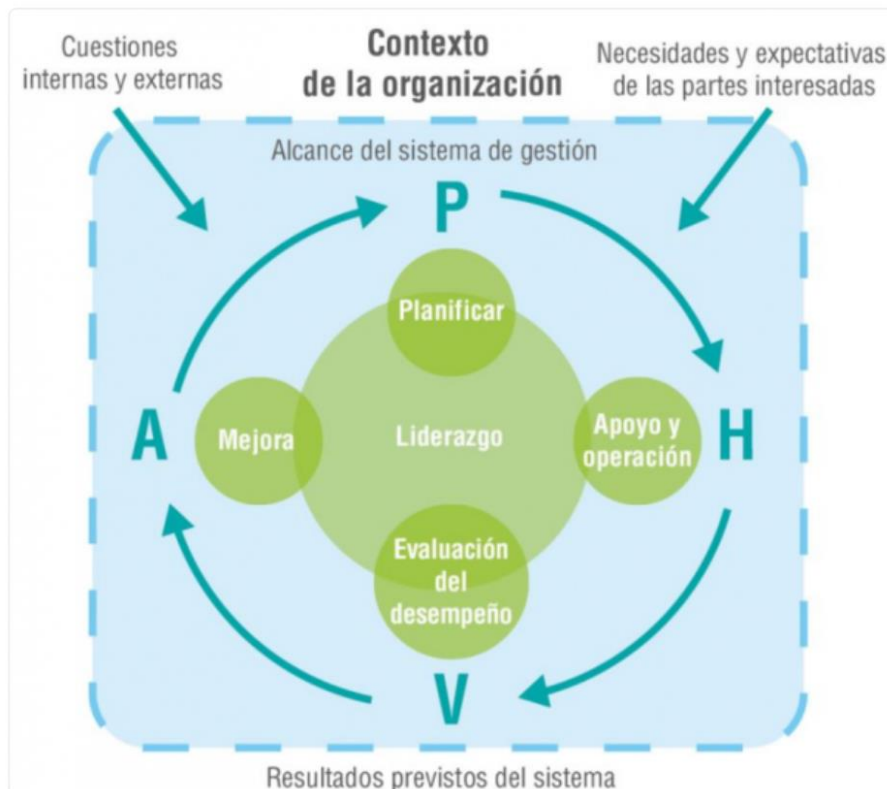 Cuestiones
internas y externas
Contexto
de la organización
Necesidades y expectativas
de las partes interesadas
Alcance del sistema de gestión
P
Planificar
A
Mejora
Liderazgo
Apoyo y
operación
H
Evaluación
del
desempeño
V
Resultados previstos del sistema